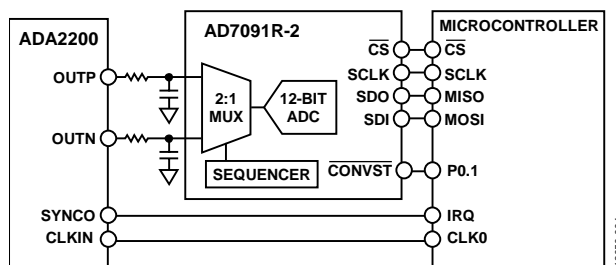 ADA2200
AD7091R-2
MICROCONTROLLER
OUTP
OUTN
SYNCO
CLKIN
2:1
MUX
12-BIT
ADC
SEQUENCER
CS
SCLK
SDO
SDI
CONVST
CS
SCLK
MISO
MOSI
P0.1
IRQ
CLK0